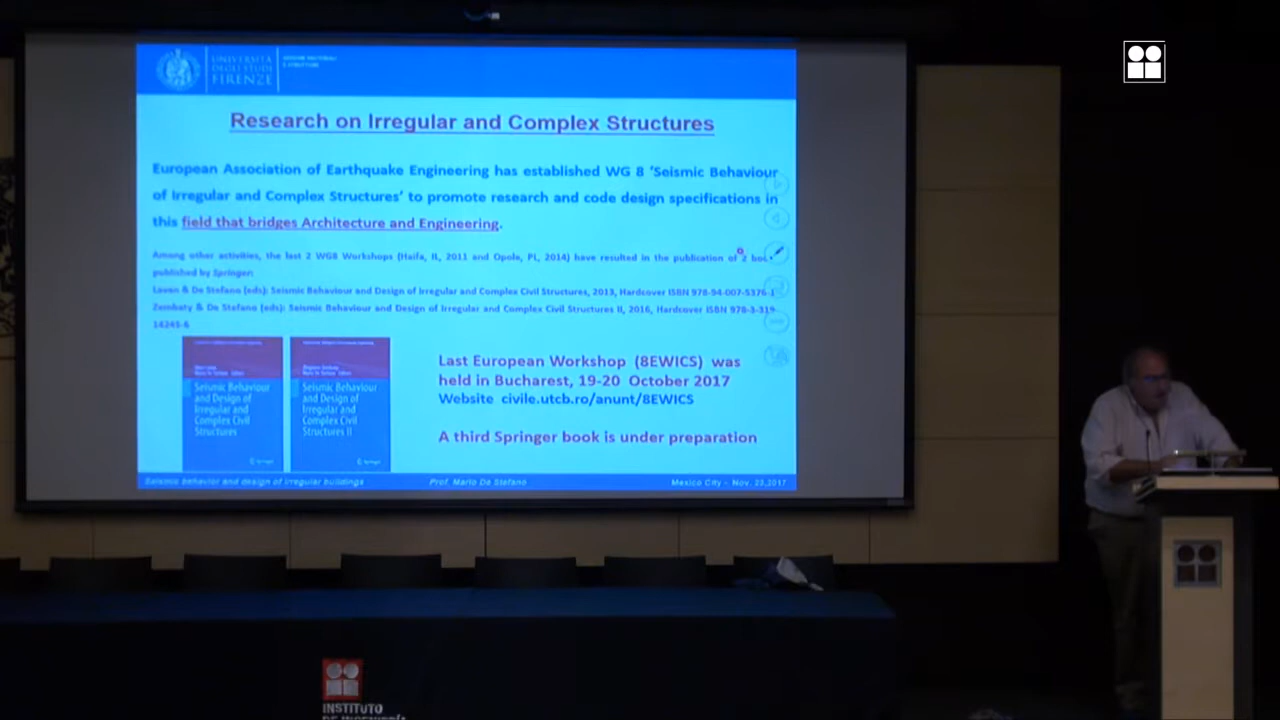 UNIVERSITÀ
DEGLI STUDI
FIRENZE
Research on Irregular and Complex Structures
European Association of Earthquake Engineering has established WG 8 'Seismic Behaviour
of Irregular and Complex Structures' to promote research and code design specifications in
this field that bridges Architecture and Engineering.
Among other activities, the last 2 WG8 Workshops (Haifa, IL, 2011 and Opole, PL, 2014) have resulted in the publication of 2
published by Springer:
Lavan & De Stefano (eds): Seismic Behaviour and Design of Irregular and Complex Civil Structures, 2013, Hardcover ISBN 978-94-007-5376-1
Zembaty & De Stefano (eds): Seismic Behaviour and Design of Irregular and Complex Civil Structures II, 2016, Hardcover ISBN 978-3-319-
14245-6
Seismic Behaviour
and Design of
Irregular and
Complex Civil
Structures
Springer
Seismic Behaviour
and Design of
Irregular and
Complex Civil
Structures II
Springer
Last European Workshop (8EWICS) was
held in Bucharest, 19-20 October 2017
Website civile.utcb.ro/anunt/8EWICS
A third Springer book is under preparation
Seismic behavior and design of irregular buildings
Prof. Mario De Stefano
Mexico City - Nov. 23,2017
INSTITUTO
DE INGENIERÍA